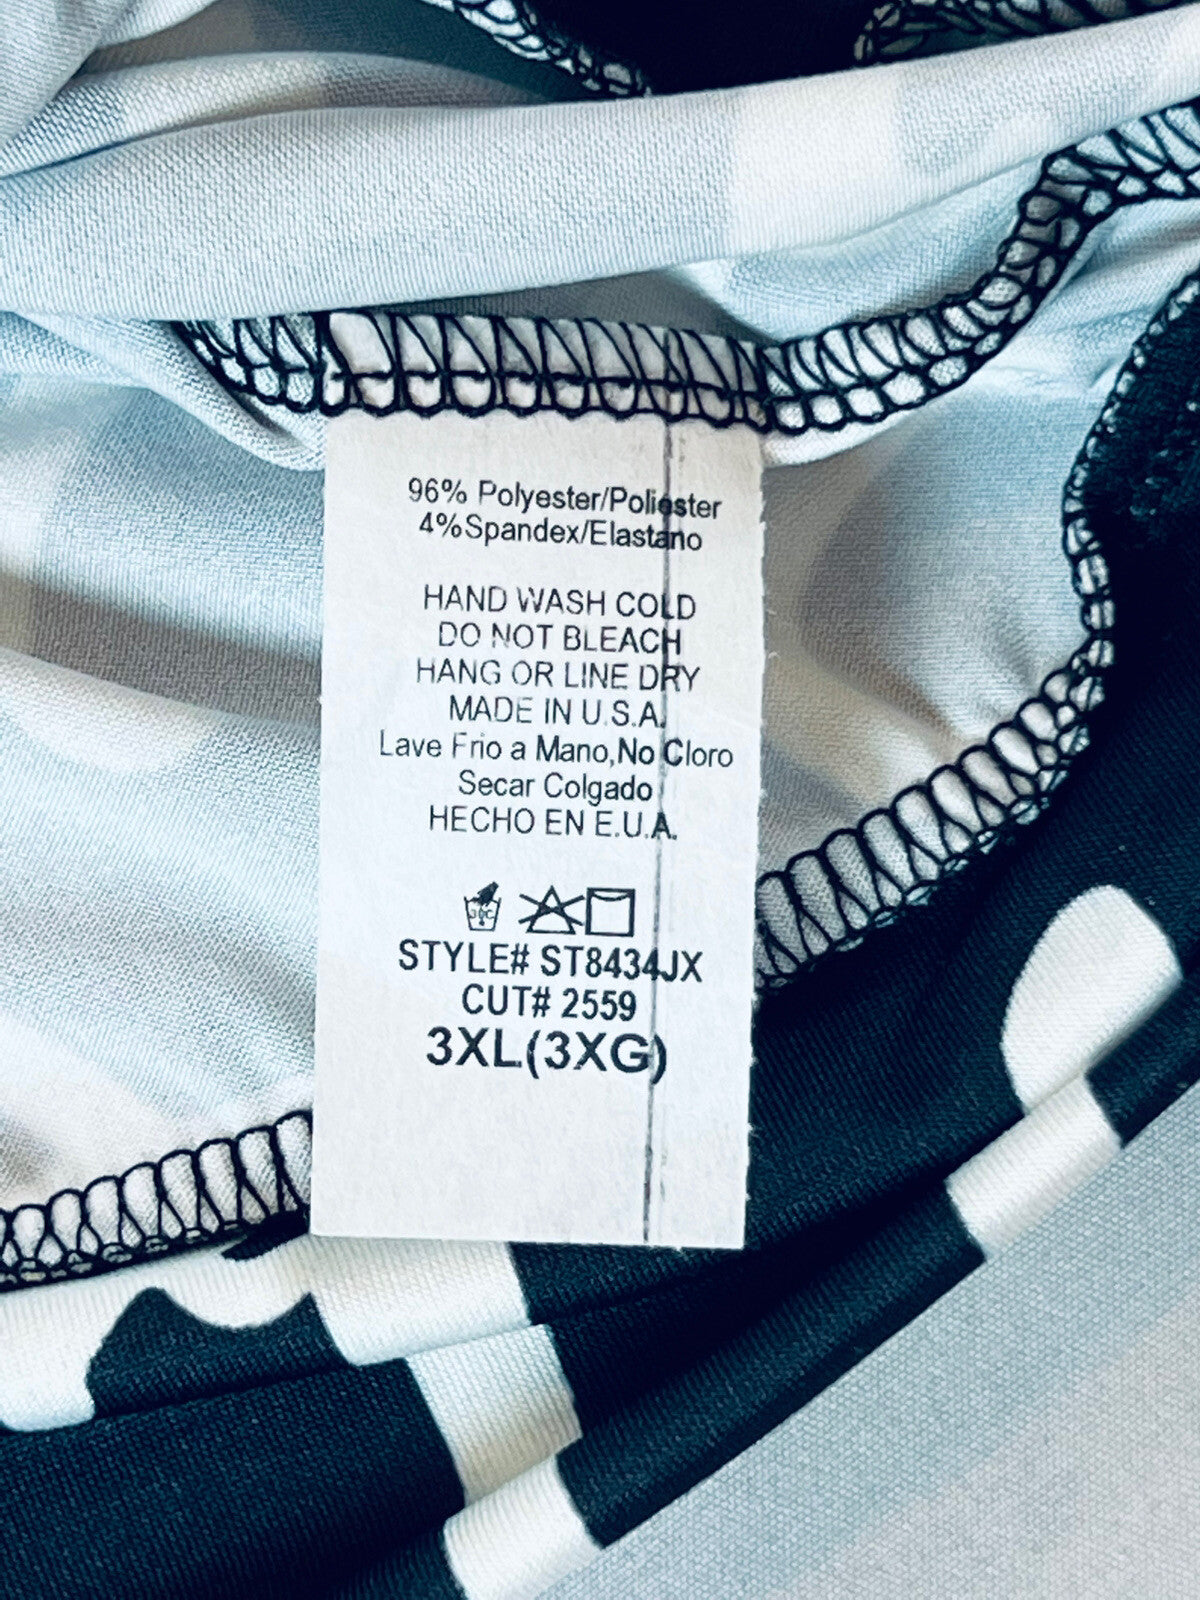 96% Polyester/Poliester
4%Spandex/Elastano
HAND WASH COLD
DO NOT BLEACH
HANG OR LINE DRY
MADE IN U.S.A.
Lave Frio a Mano,No Cloro
Secar Colgado
HECHO EN E.U.A.
STYLE# ST8434JX
CUT# 2559
3XL(3XG)